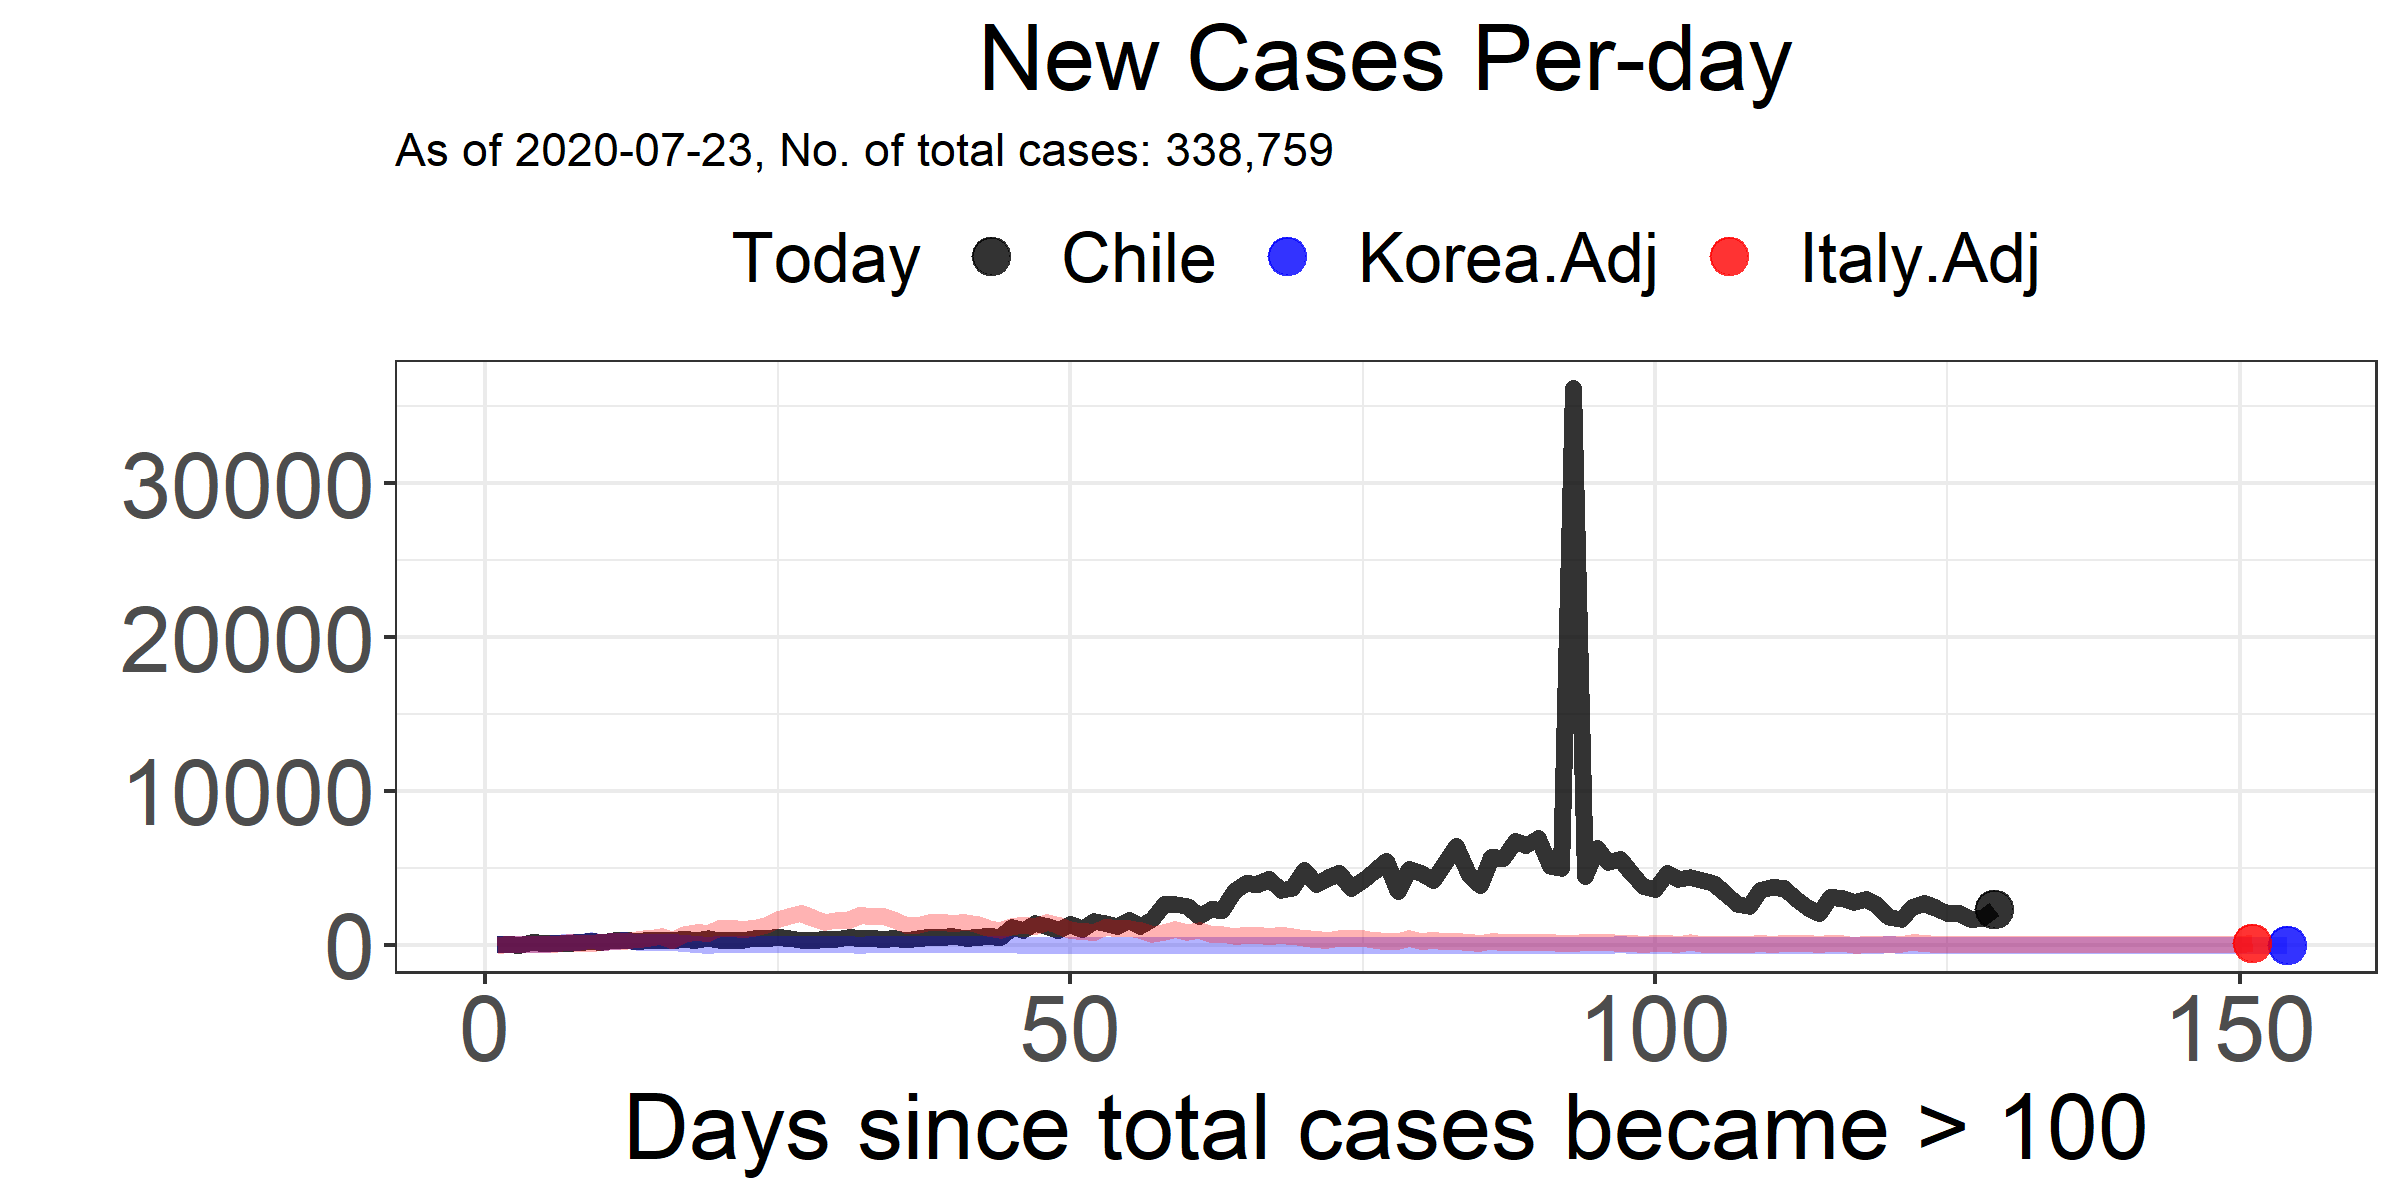 New Cases Per-day
As of 2020-07-23, No. of total cases: 338,759
Today Chile Korea.Adj Italy.Adj
30000
20000
10000
0
0 50 100 150
Days since total cases became > 100